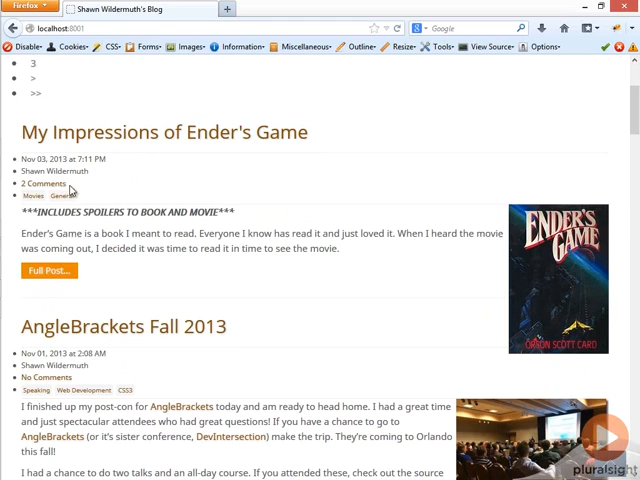 Firefox
Shawn Wildermuth's Blog
localhost:8001
Google
Disable Cookies CSS Forms Images Information Miscellaneous Outline Resize Tools View Source Options
3
>
>>
My Impressions of Ender's Game
Nov 03, 2013 at 7:11 PM
Shawn Wildermuth
2 Comments
Movies Genera
***INCLUDES SPOILERS TO BOOK AND MOVIE***
Ender's Game is a book I meant to read. Everyone I know has read it and just loved it. When I heard the movie
was coming out, I decided it was time to read it in time to see the movie.
Full Post...
ENDER'S
GAME
ORSON SCOTT CARD
AngleBrackets Fall 2013
Nov 01, 2013 at 2:08 AM
Shawn Wildermuth
No Comments
Speaking Web Development CSS3
I finished up my post-con for AngleBrackets today and am ready to head home. I had a great time
and just spectacular attendees who had great questions! If you have a chance to go to
AngleBrackets (or it's sister conference, DevIntersection) make the trip. They're coming to Orlando
this fall!
I had a chance to do two talks and an all-day course. If you attended these, check out the source
pluralsight